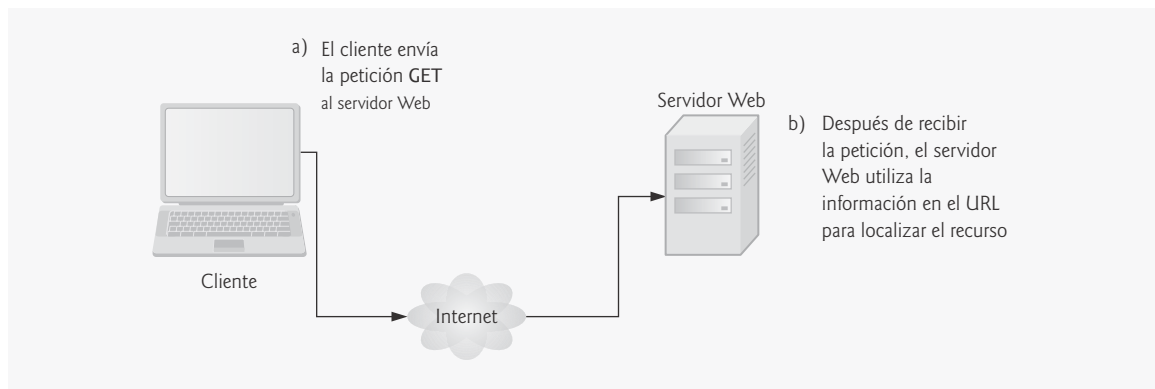 a) El cliente envía
la petición GET
al servidor Web
Servidor Web
b) Después de recibir
la petición, el servidor
Web utiliza la
información en el URL
para localizar el recurso
Cliente
Internet